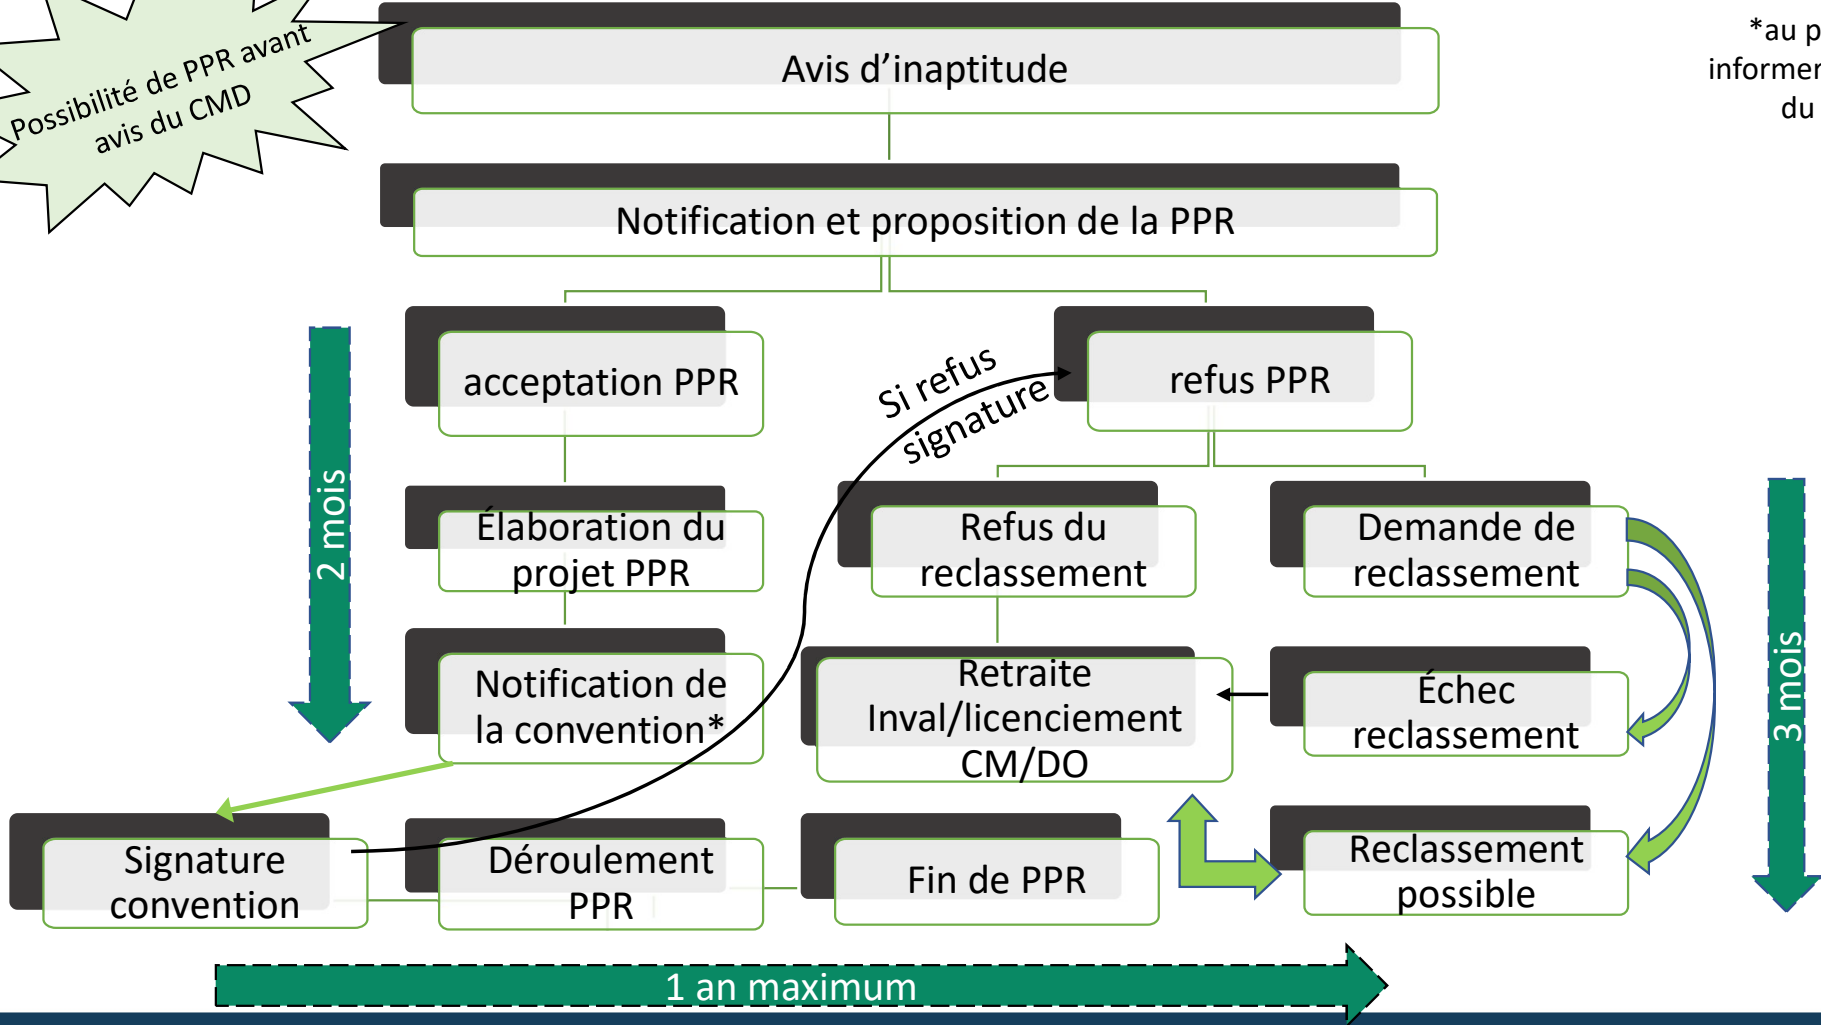 Possibilité de PPR avant
avis du CMD
Avis d'inaptitude
*au p
informer
du
Notification et proposition de la PPR
acceptation PPR
refus PPR
Si refus
signature
2 mois
Élaboration du
projet PPR
Refus du
reclassement
Demande de
reclassement
Notification de
la convention*
Retraite
Inval/licenciement
CM/DO
Échec
reclassement
3 mois
Signature
convention
Déroulement
PPR
Fin de PPR
Reclassement
possible
1 an maximum